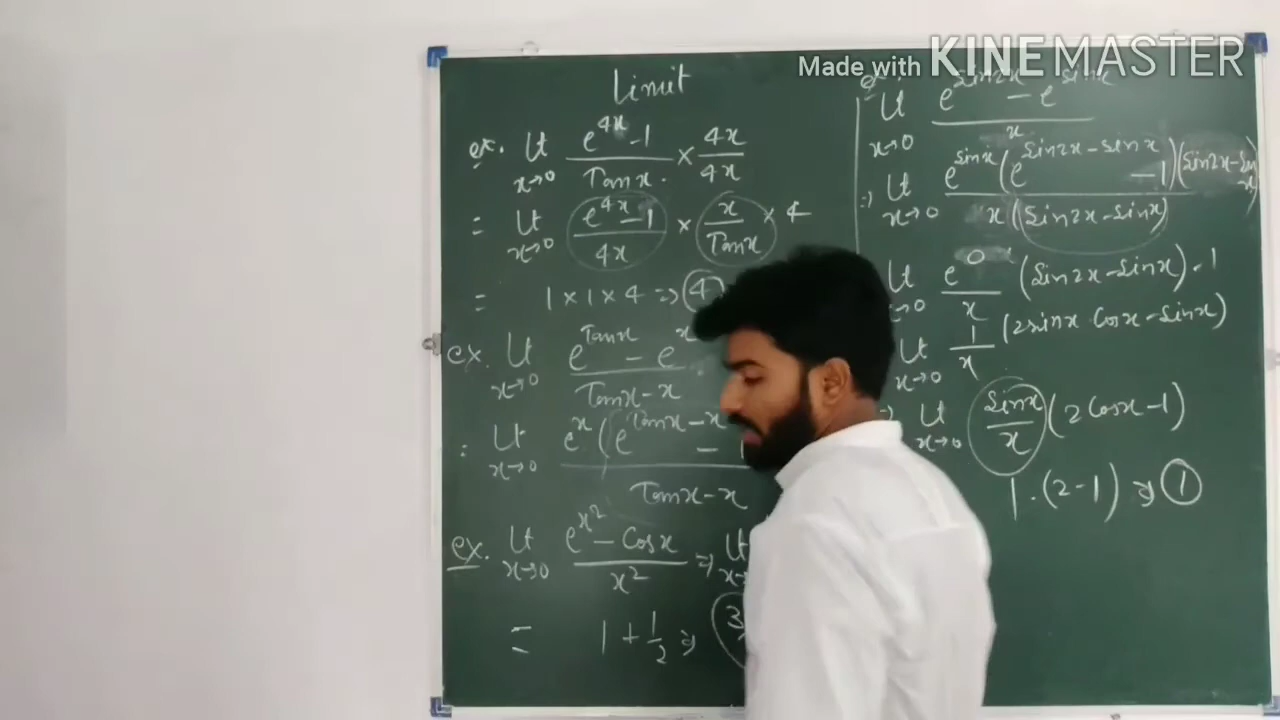 Made with KINEMASTER
Limit
ex. Lt x→0 (e^{4x} - 1)/(Tanx) × 4x/4x
= Lt x→0 (e^{4x} - 1)/4x × x/Tanx × 4
= 1 × 1 × 4 ⇒ 4
ex. Lt x→0 (e^{Tanx} - e^{x})/(Tanx - x)
: Lt x→0 e^{x}(e^{Tanx-x} - 1 / Tanx - x
ex. Lt x→0 (e^{x^2} - Cosx)/x^2 ⇒ Lt
= 1 + 1/2 ⇒ 3
ex. Lt x→0 (e^{Sin2x} - e^{Sinx})/x
⇒ Lt x→0 e^{Sinx}(e^{Sin2x-Sinx} - 1)(Sin2x-Sinx) / x(Sin2x-Sinx)
Lt x→0 e^{0}/x (Sin2x-Sinx)·1
Lt x→0 1/x (2Sinx Cosx - Sinx)
⇒ Lt x→0 Sinx/x (2Cosx - 1)
1·(2-1) ⇒ 1